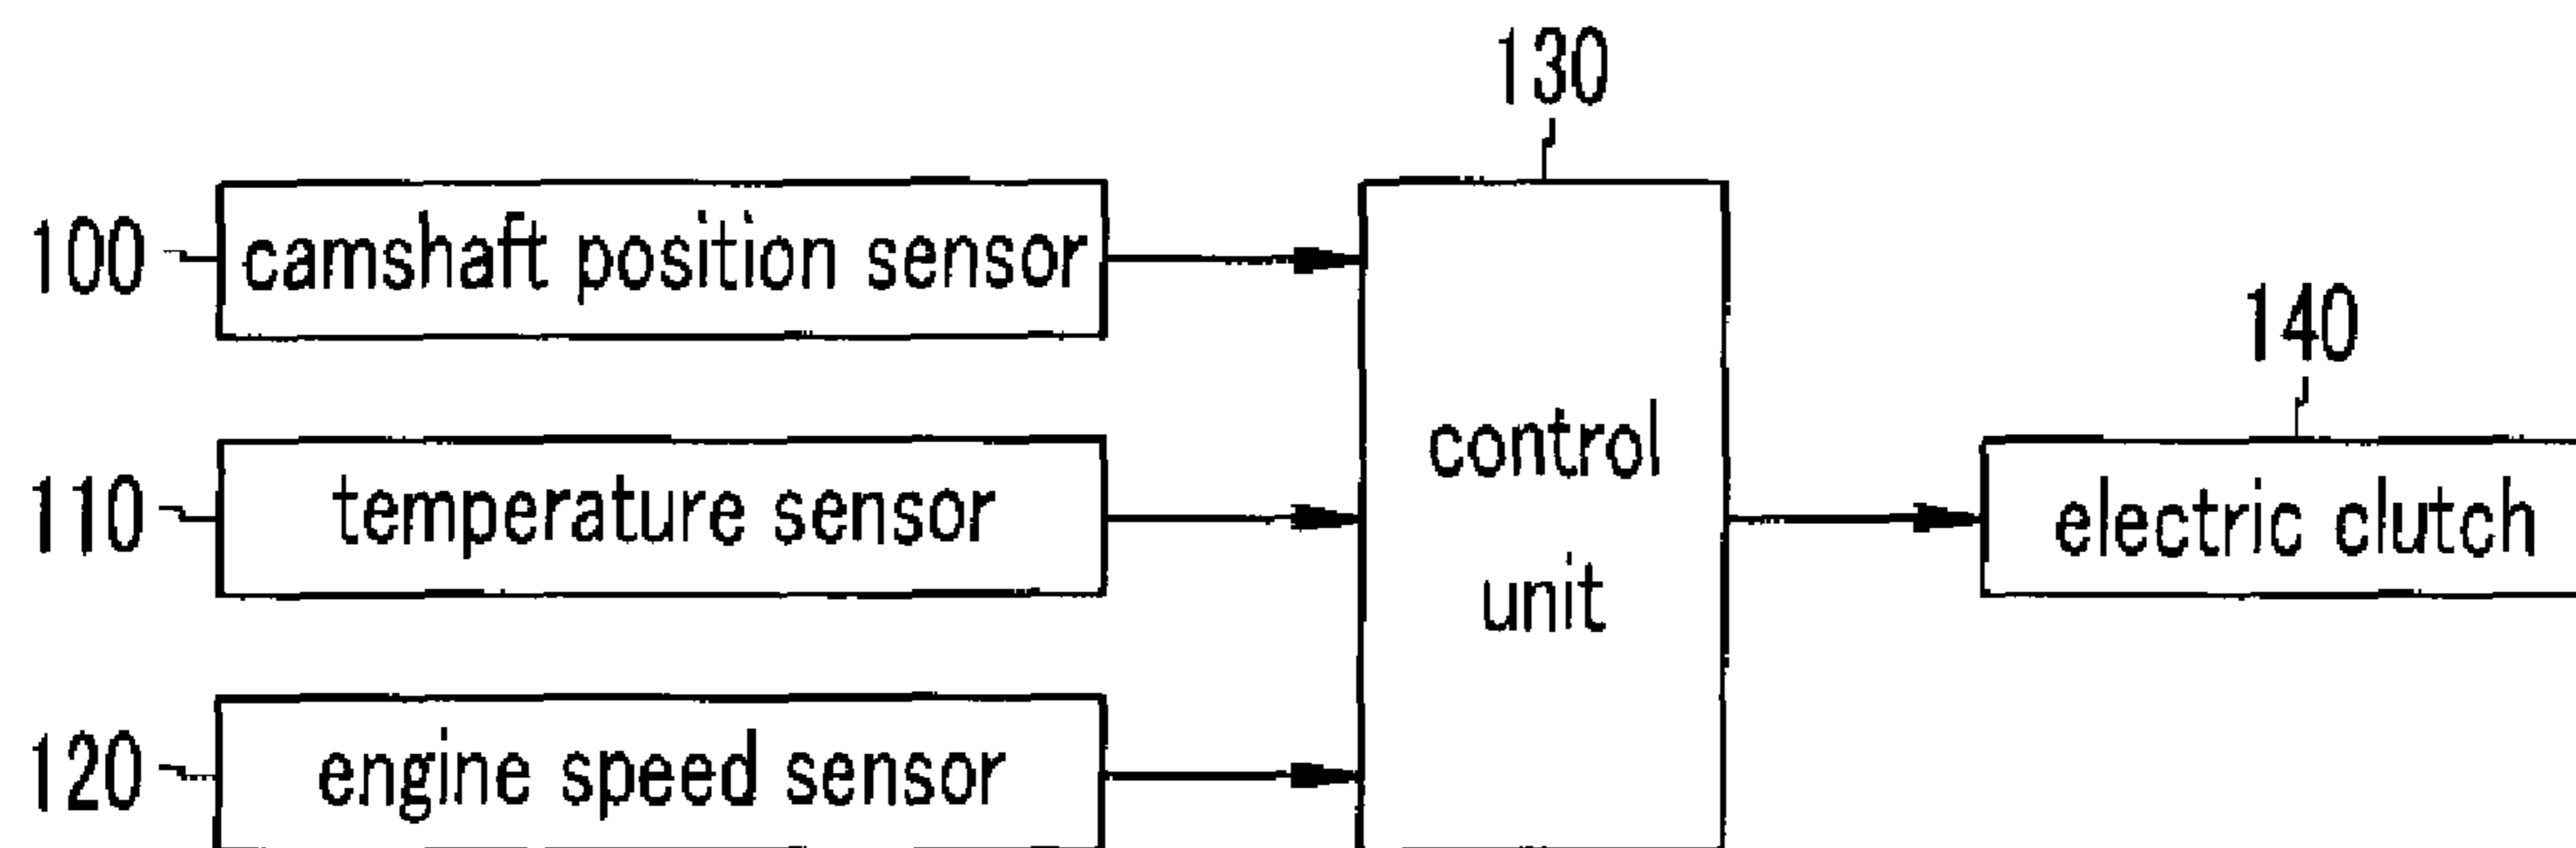 130
100 camshaft position sensor
140
control
110 temperature sensor
electric clutch
unit
120 engine speed sensor